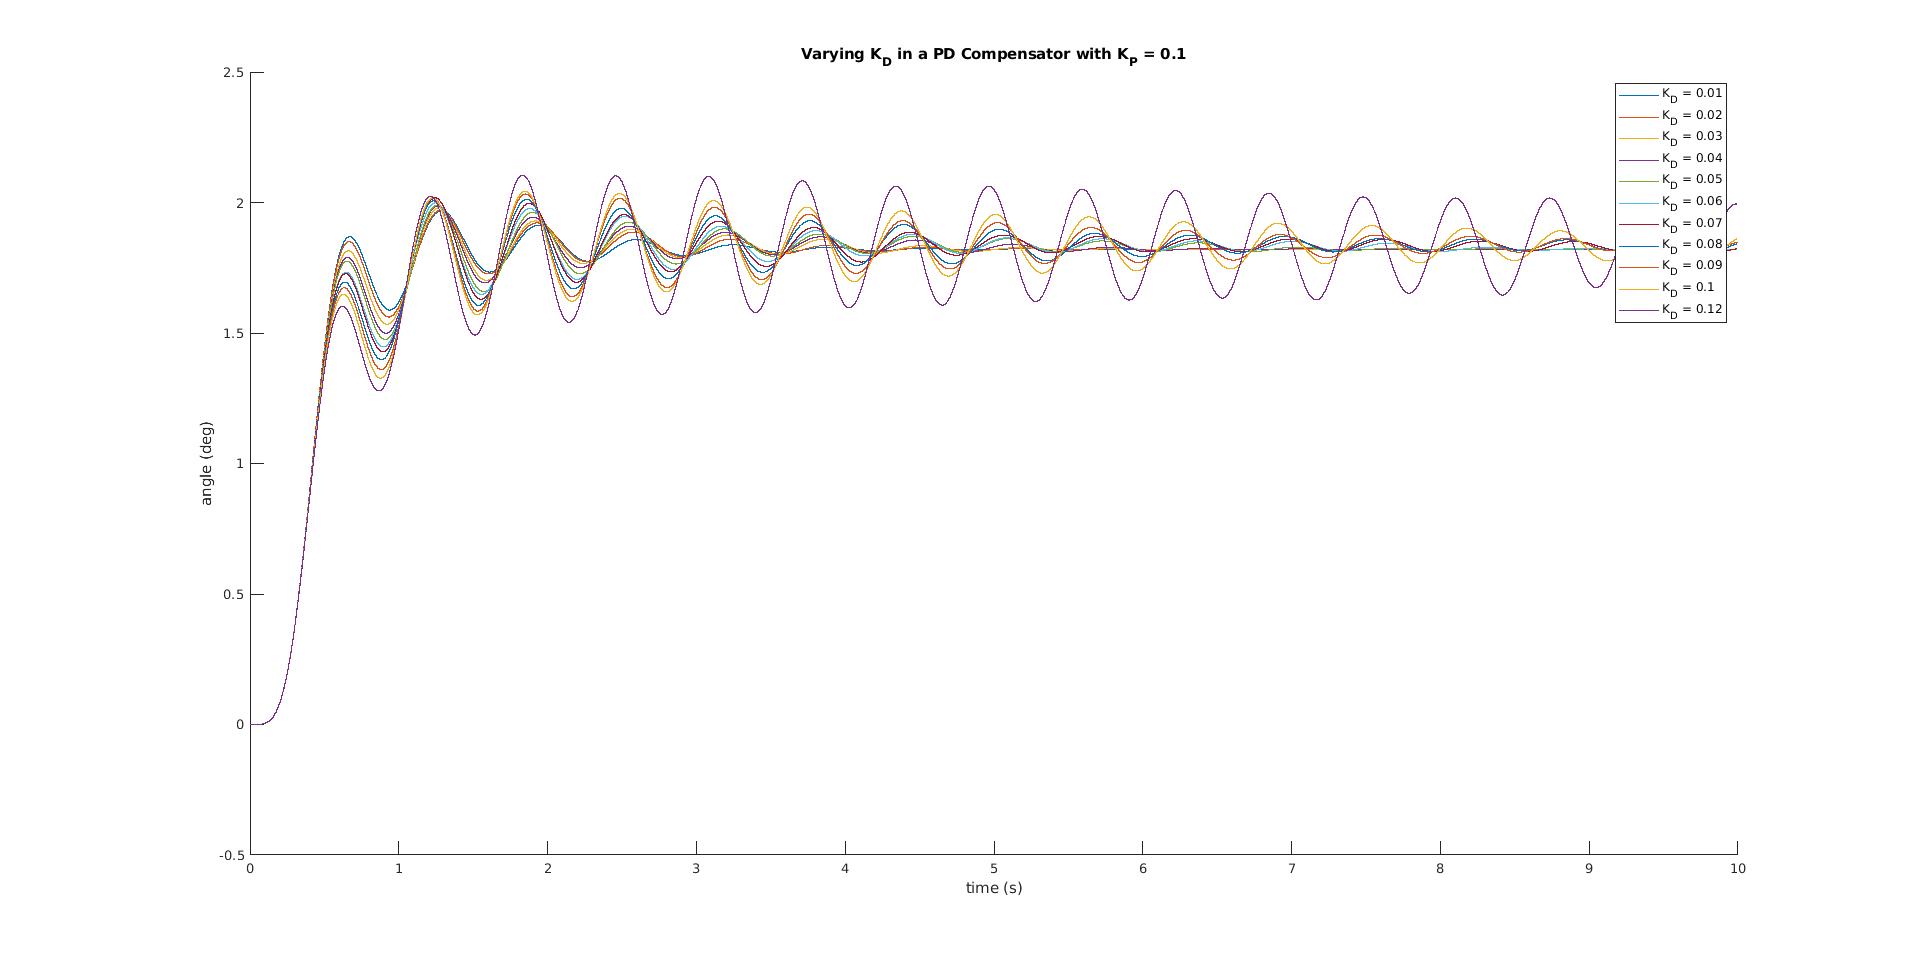 Varying K_D in a PD Compensator with K_P = 0.1
2.5
2
1.5
1
0.5
0
-0.5
angle (deg)
K_D = 0.01
K_D = 0.02
K_D = 0.03
K_D = 0.04
K_D = 0.05
K_D = 0.06
K_D = 0.07
K_D = 0.08
K_D = 0.09
K_D = 0.1
K_D = 0.12
0 1 2 3 4 5 6 7 8 9 10
time (s)